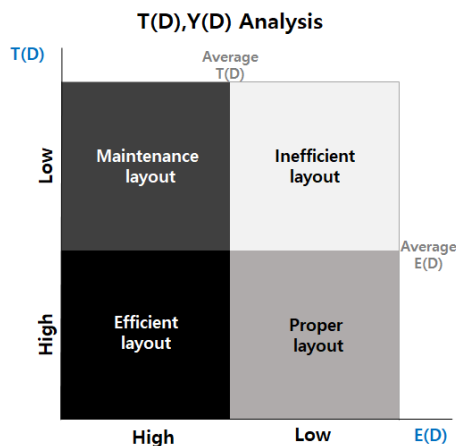 T(D),Y(D) Analysis
T(D)
Average
T(D)
Low
Maintenance
layout
Inefficient
layout
Average
E(D)
High
Efficient
layout
Proper
layout
High
Low
E(D)